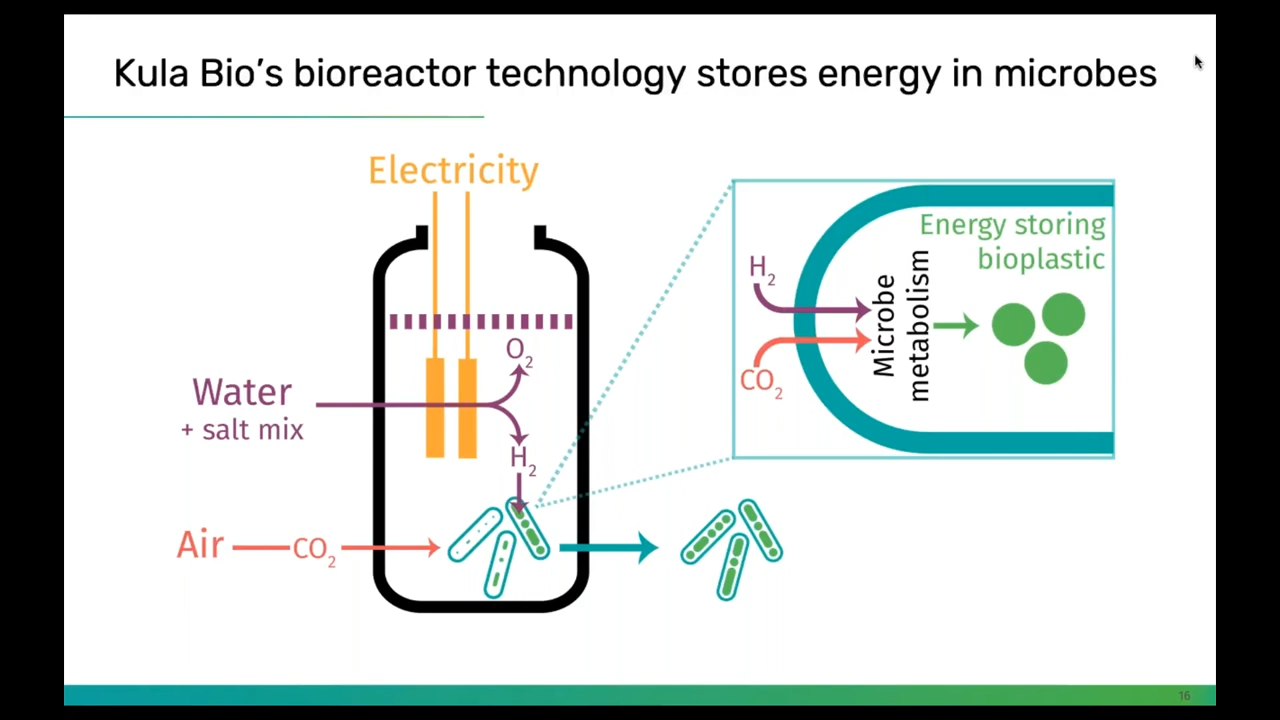 Kula Bio's bioreactor technology stores energy in microbes
Electricity
Water
+ salt mix
O2
H2
Air
CO2
H2
CO2
Microbe
metabolism
Energy storing
bioplastic
16